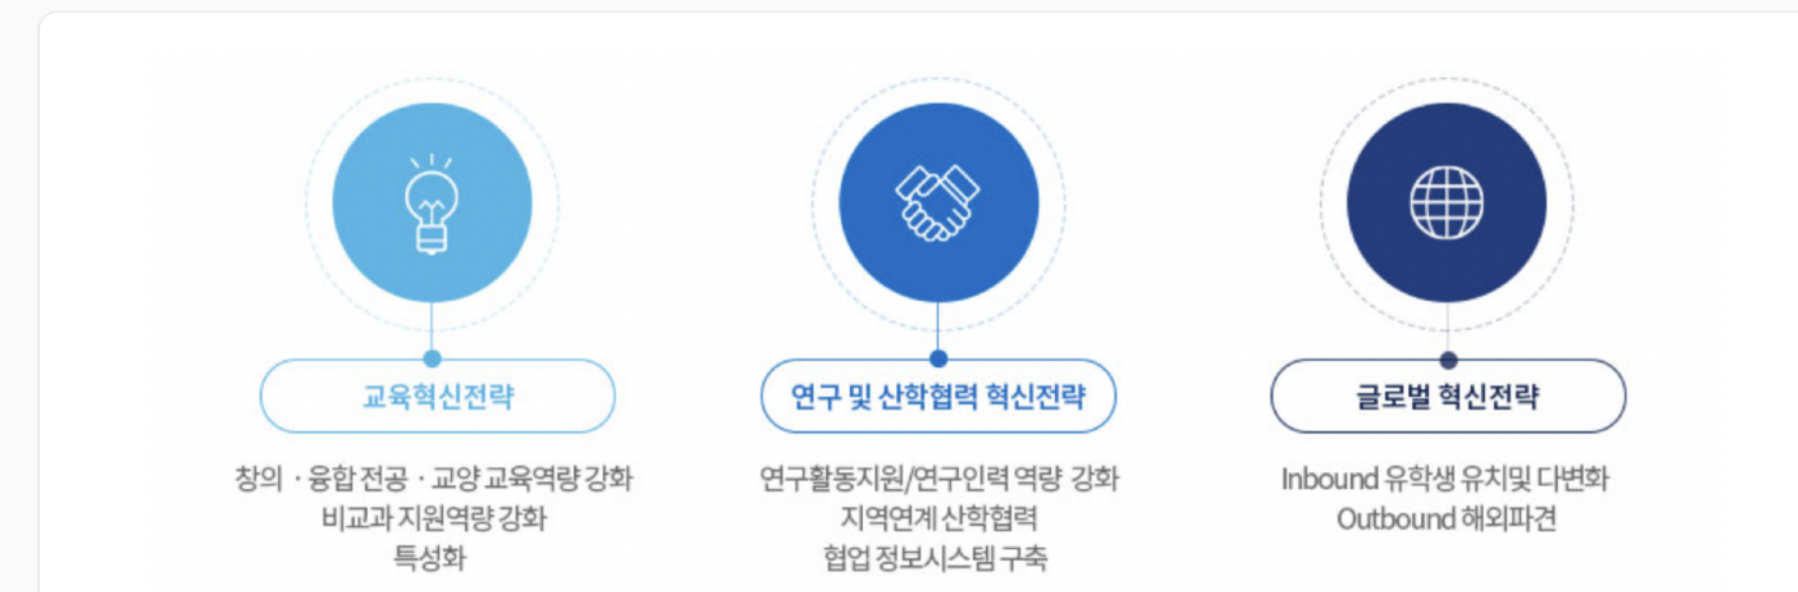 교육혁신전략
창의 · 융합 전공 · 교양 교육역량 강화
비교과 지원역량 강화
특성화
연구 및 산학협력 혁신전략
연구활동지원/연구인력 역량 강화
지역연계 산학협력
협업 정보시스템 구축
글로벌 혁신전략
Inbound 유학생 유치및 다변화
Outbound 해외파견